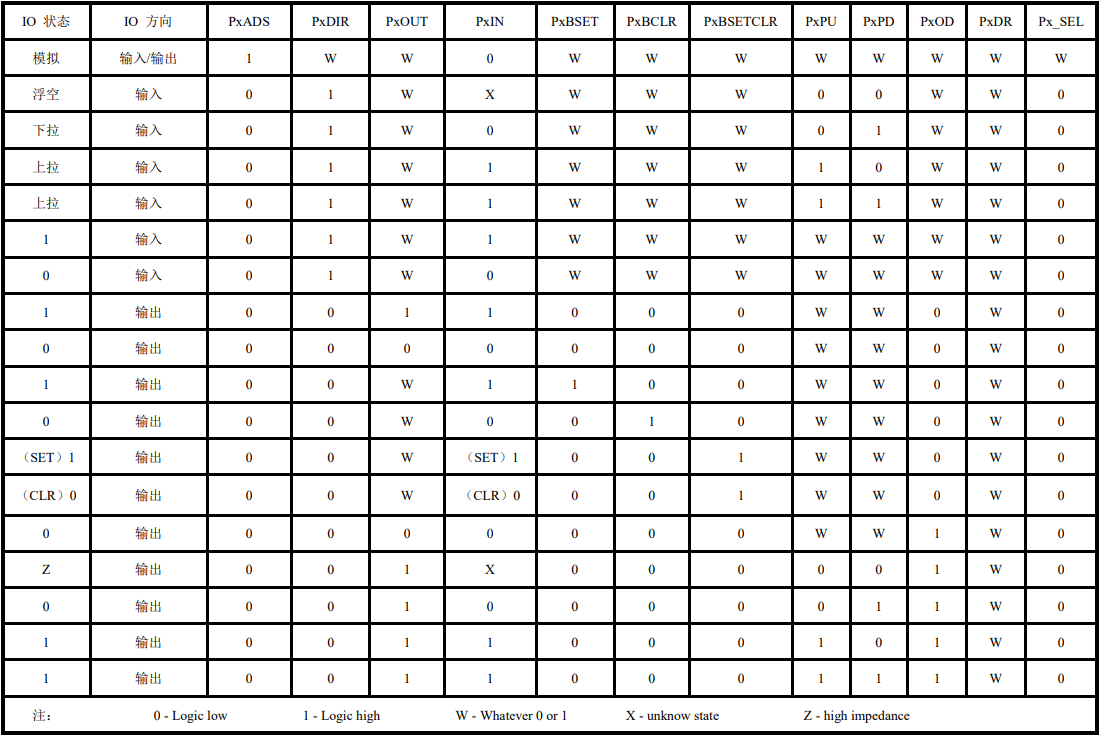 IO 状态 IO 方向 PxADS PxDIR PxOUT PxIN PxBSET PxBCLR PxBSETCLR PxPU PxPD PxOD PxDR Px_SEL
模拟 输入/输出 1 W W 0 W W W W W W W W
浮空 输入 0 1 W X W W W 0 0 W W 0
下拉 输入 0 1 W 0 W W W 0 1 W W 0
上拉 输入 0 1 W 1 W W W 1 0 W W 0
上拉 输入 0 1 W 1 W W W 1 1 W W 0
1 输入 0 1 W 1 W W W W W W W 0
0 输入 0 1 W 0 W W W W W W W 0
1 输出 0 0 1 1 0 0 0 W W 0 W 0
0 输出 0 0 0 0 0 0 0 W W 0 W 0
1 输出 0 0 W 1 1 0 0 W W 0 W 0
0 输出 0 0 W 0 0 1 0 W W 0 W 0
（SET）1 输出 0 0 W （SET）1 0 0 1 W W 0 W 0
（CLR）0 输出 0 0 W （CLR）0 0 0 1 W W 0 W 0
0 输出 0 0 0 0 0 0 0 W W 1 W 0
Z 输出 0 0 1 X 0 0 0 0 0 1 W 0
0 输出 0 0 1 0 0 0 0 0 1 1 W 0
1 输出 0 0 1 1 0 0 0 1 0 1 W 0
1 输出 0 0 1 1 0 0 0 1 1 1 W 0
注： 0 - Logic low 1 - Logic high W - Whatever 0 or 1 X - unknow state Z - high impedance